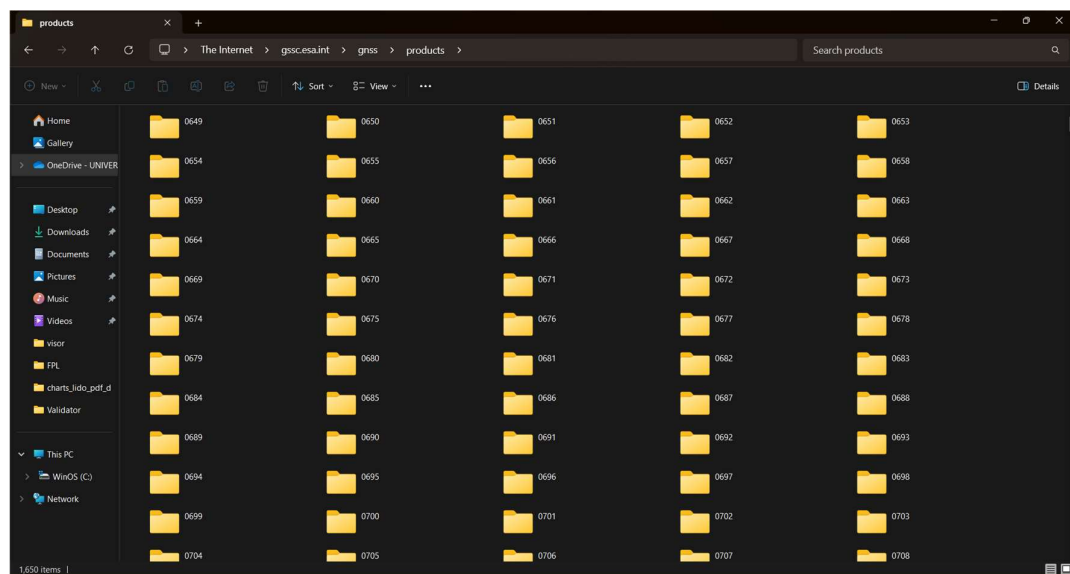 products
The Internet > gssc.esa.int > gnss > products >
Search products
New
Sort
View
Details
Home
Gallery
OneDrive - UNIVER
Desktop
Downloads
Documents
Pictures
Music
Videos
visor
FPL
charts_lido_pdf_d
Validator
This PC
WinOS (C:)
Network
0649 0650 0651 0652 0653
0654 0655 0656 0657 0658
0659 0660 0661 0662 0663
0664 0665 0666 0667 0668
0669 0670 0671 0672 0673
0674 0675 0676 0677 0678
0679 0680 0681 0682 0683
0684 0685 0686 0687 0688
0689 0690 0691 0692 0693
0694 0695 0696 0697 0698
0699 0700 0701 0702 0703
0704 0705 0706 0707 0708
1,650 items